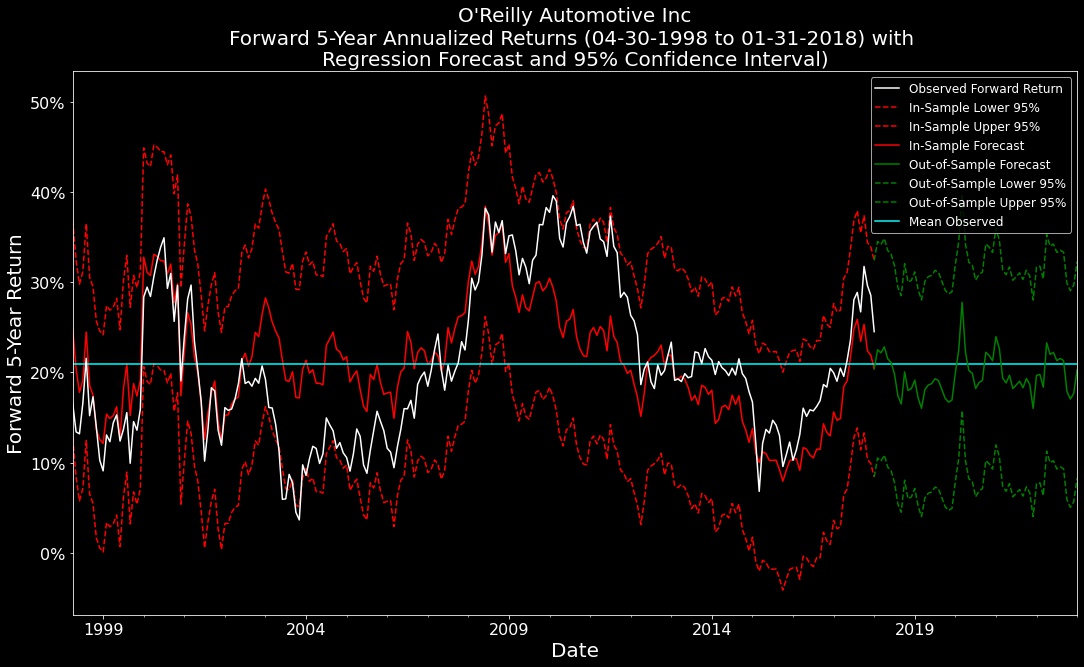 O'Reilly Automotive Inc
Forward 5-Year Annualized Returns (04-30-1998 to 01-31-2018) with
Regression Forecast and 95% Confidence Interval)
Observed Forward Return
In-Sample Lower 95%
In-Sample Upper 95%
In-Sample Forecast
Out-of-Sample Forecast
Out-of-Sample Lower 95%
Out-of-Sample Upper 95%
Mean Observed
Forward 5-Year Return
50%
40%
30%
20%
10%
0%
1999
2004
2009
2014
2019
Date